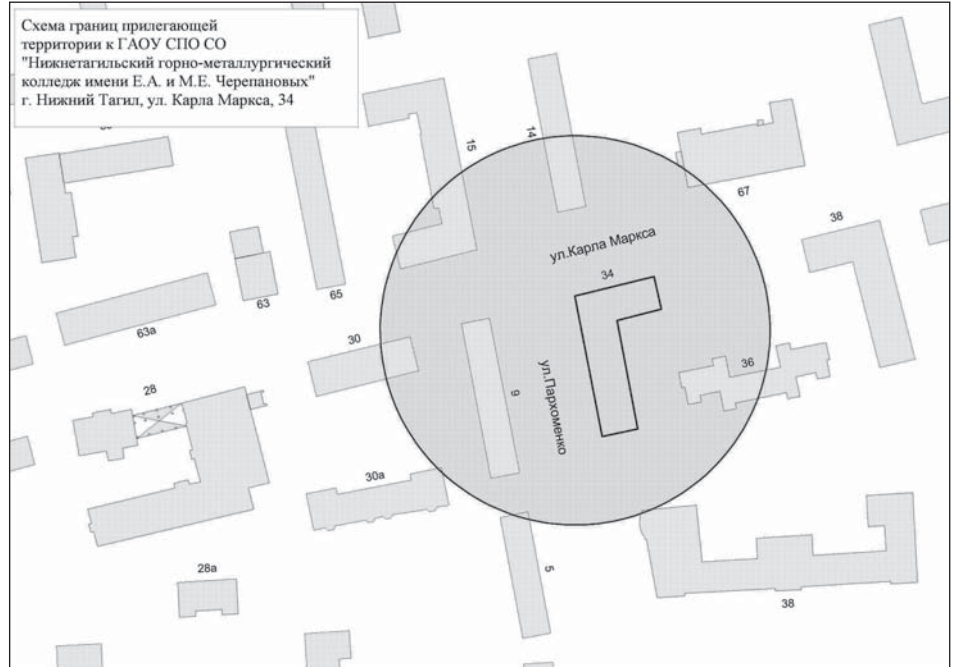 Схема границ прилегающей
территории к ГАОУ СПО СО
"Нижнетагильский горно-металлургический
колледж имени Е.А. и М.Е. Черепановых"
г. Нижний Тагил, ул. Карла Маркса, 34
14
15
67
38
ул.Карла Маркса
34
63
65
63а
30
36
28
9
ул.Пархоменко
30а
5
28а
38